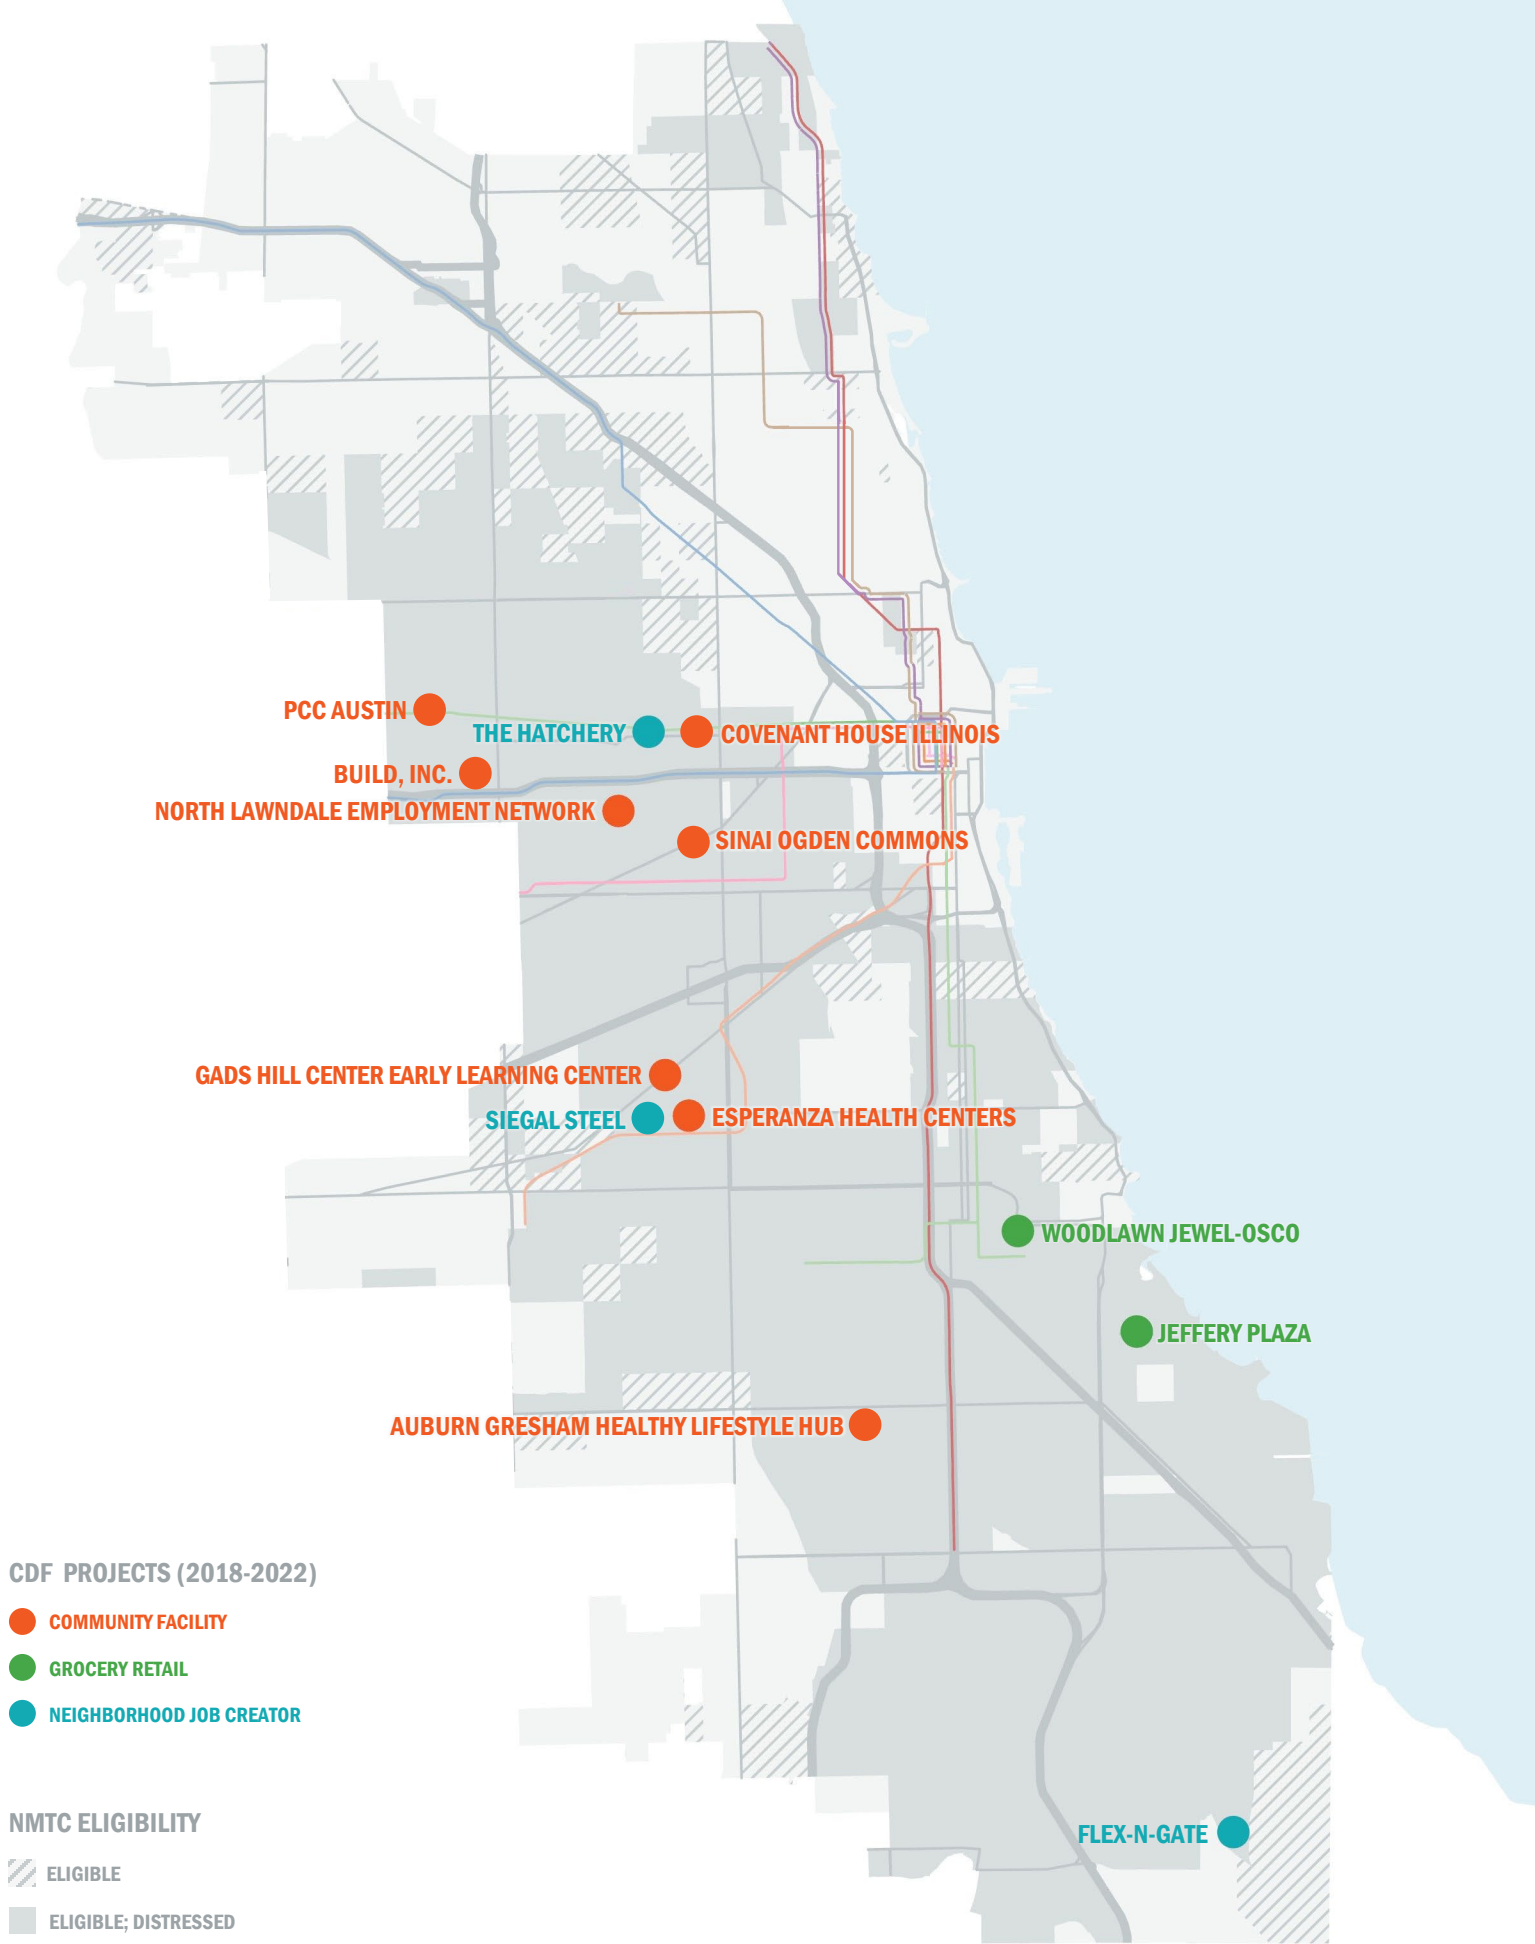 PCC AUSTIN
THE HATCHERY
COVENANT HOUSE ILLINOIS
BUILD, INC.
NORTH LAWNDALE EMPLOYMENT NETWORK
SINAI OGDEN COMMONS
GADS HILL CENTER EARLY LEARNING CENTER
SIEGAL STEEL
ESPERANZA HEALTH CENTERS
WOODLAWN JEWEL-OSCO
JEFFERY PLAZA
AUBURN GRESHAM HEALTHY LIFESTYLE HUB
CDF PROJECTS (2018-2022)
COMMUNITY FACILITY
GROCERY RETAIL
NEIGHBORHOOD JOB CREATOR
NMTC ELIGIBILITY
FLEX-N-GATE
ELIGIBLE
ELIGIBLE; DISTRESSED